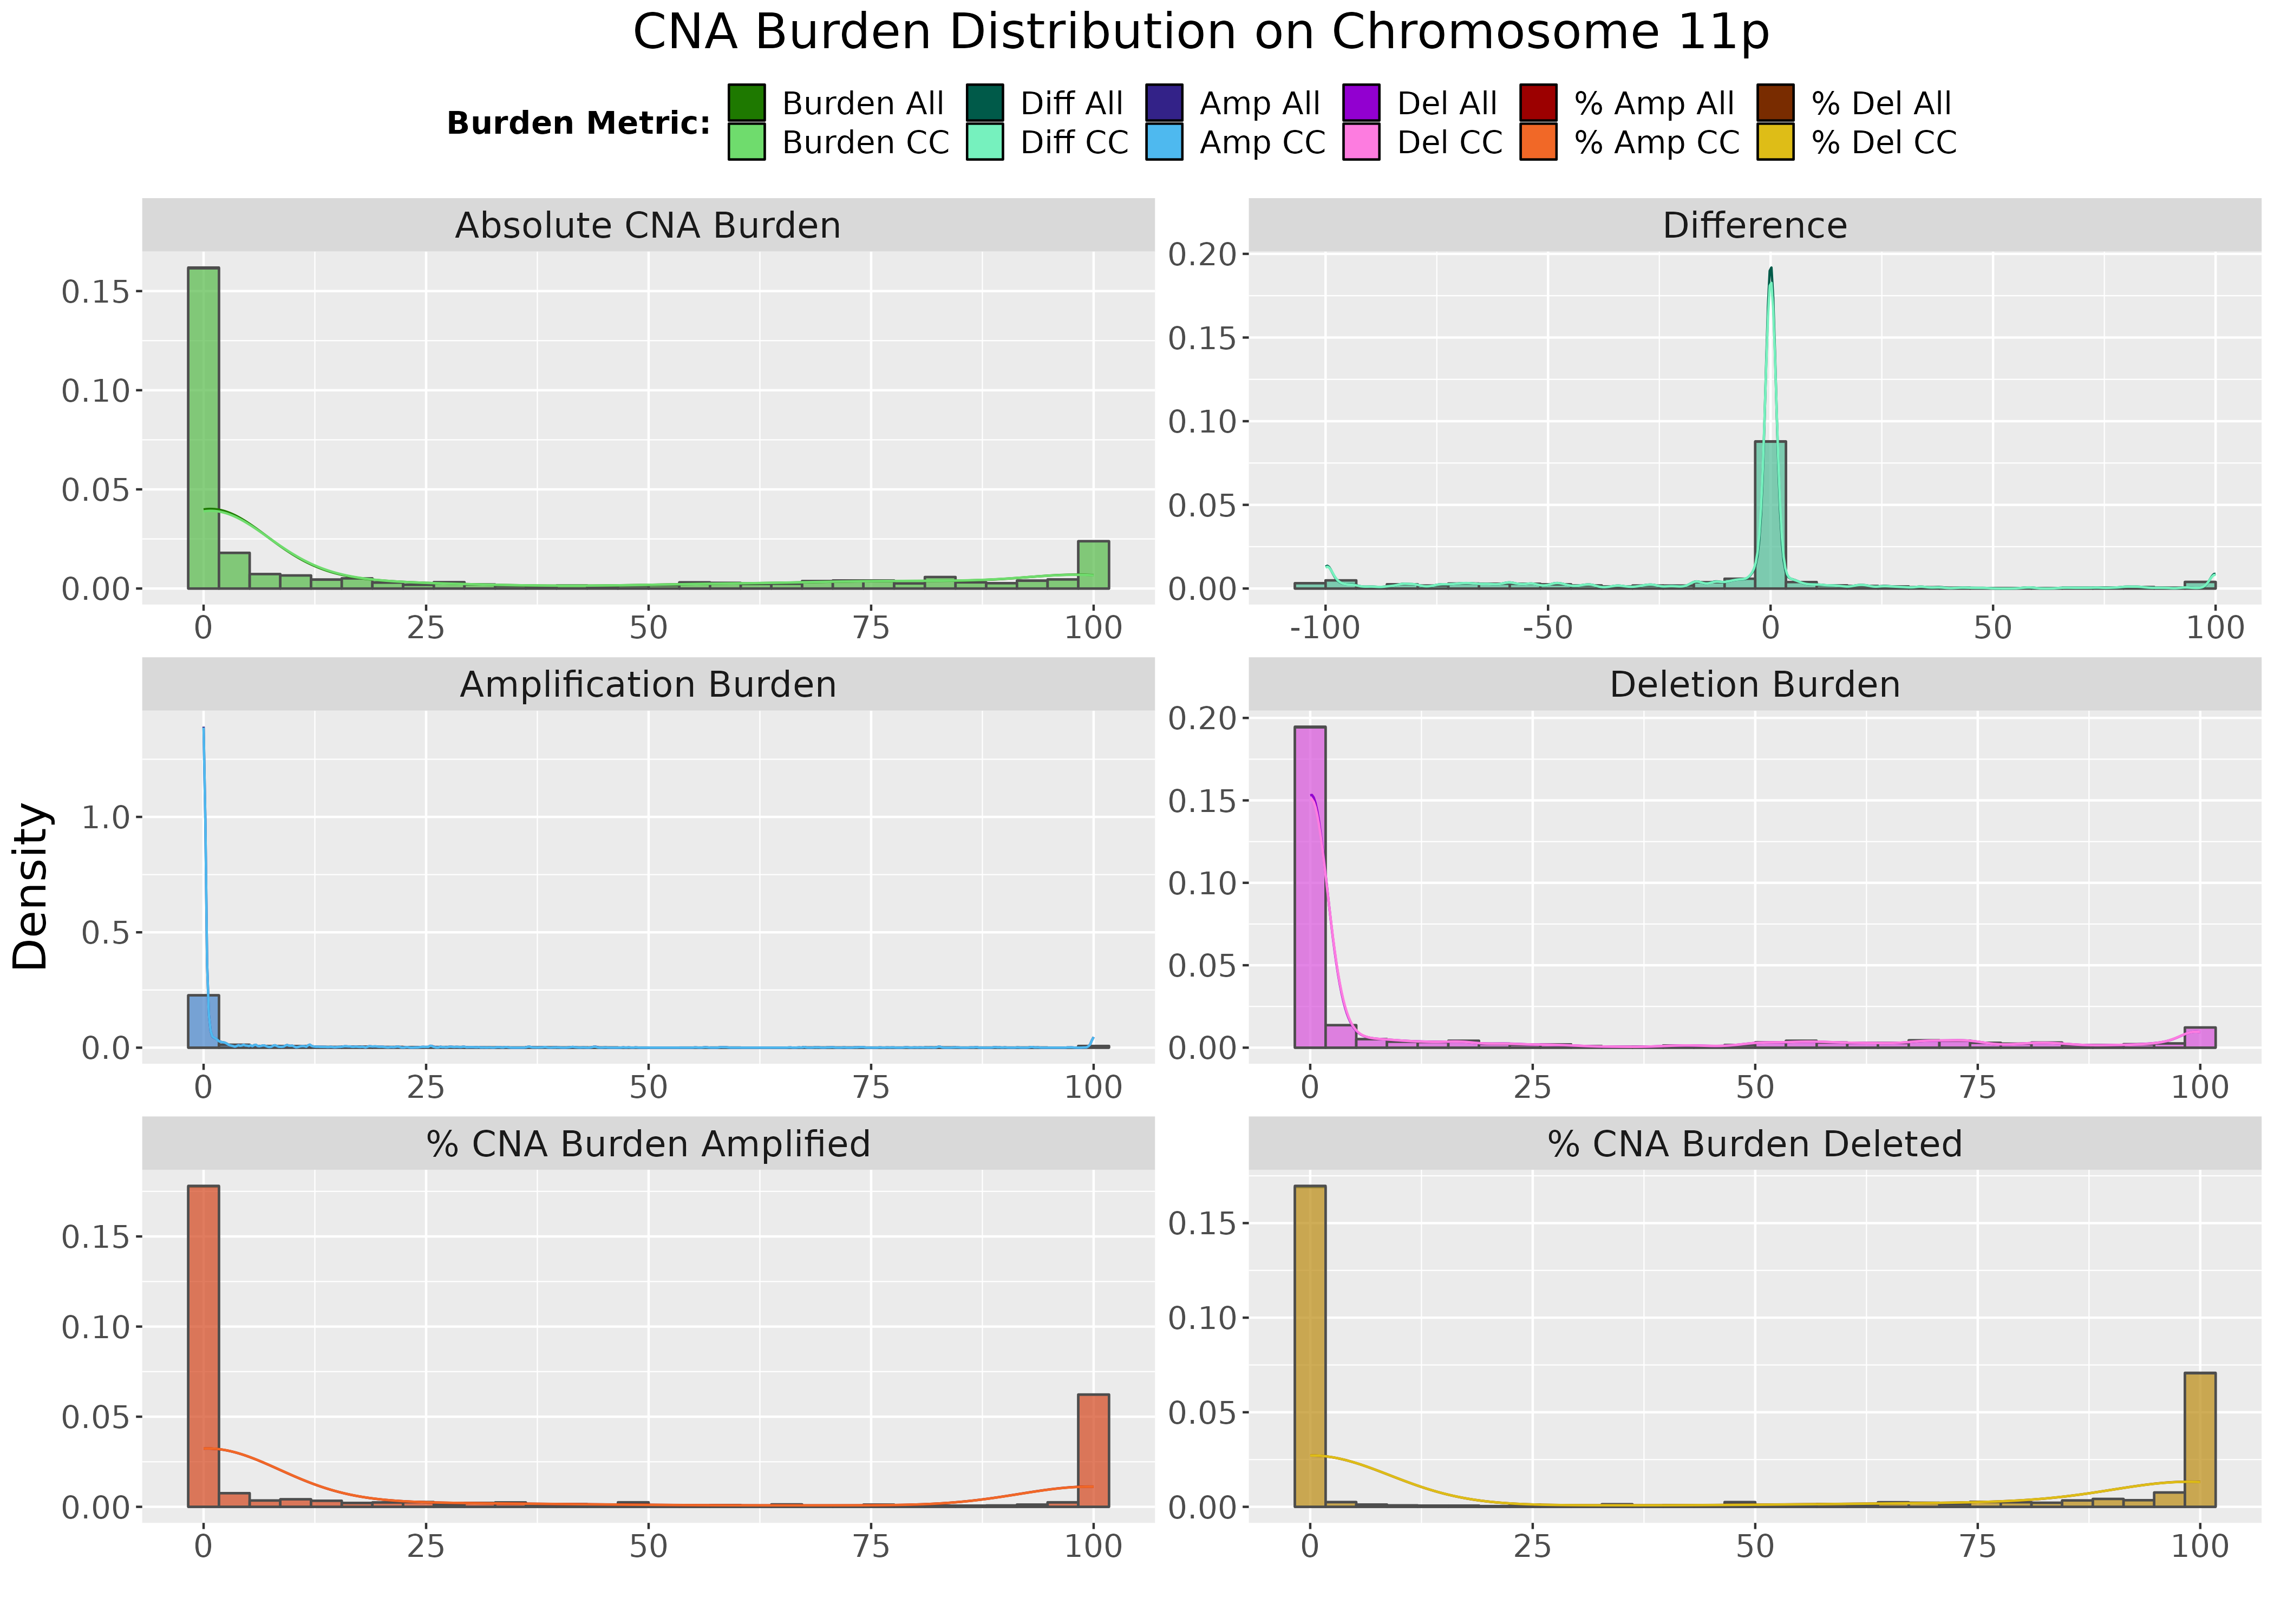 CNA Burden Distribution on Chromosome 11p
Burden Metric:
Burden All Diff All Amp All Del All % Amp All % Del All
Burden CC Diff CC Amp CC Del CC % Amp CC % Del CC
Absolute CNA Burden
0.15
0.10
0.05
0.00
0 25 50 75 100
Difference
0.20
0.15
0.10
0.05
0.00
-100 -50 0 50 100
Density
Amplification Burden
1.0
0.5
0.0
0 25 50 75 100
Deletion Burden
0.20
0.15
0.10
0.05
0.00
0 25 50 75 100
% CNA Burden Amplified
0.15
0.10
0.05
0.00
0 25 50 75 100
% CNA Burden Deleted
0.15
0.10
0.05
0.00
0 25 50 75 100